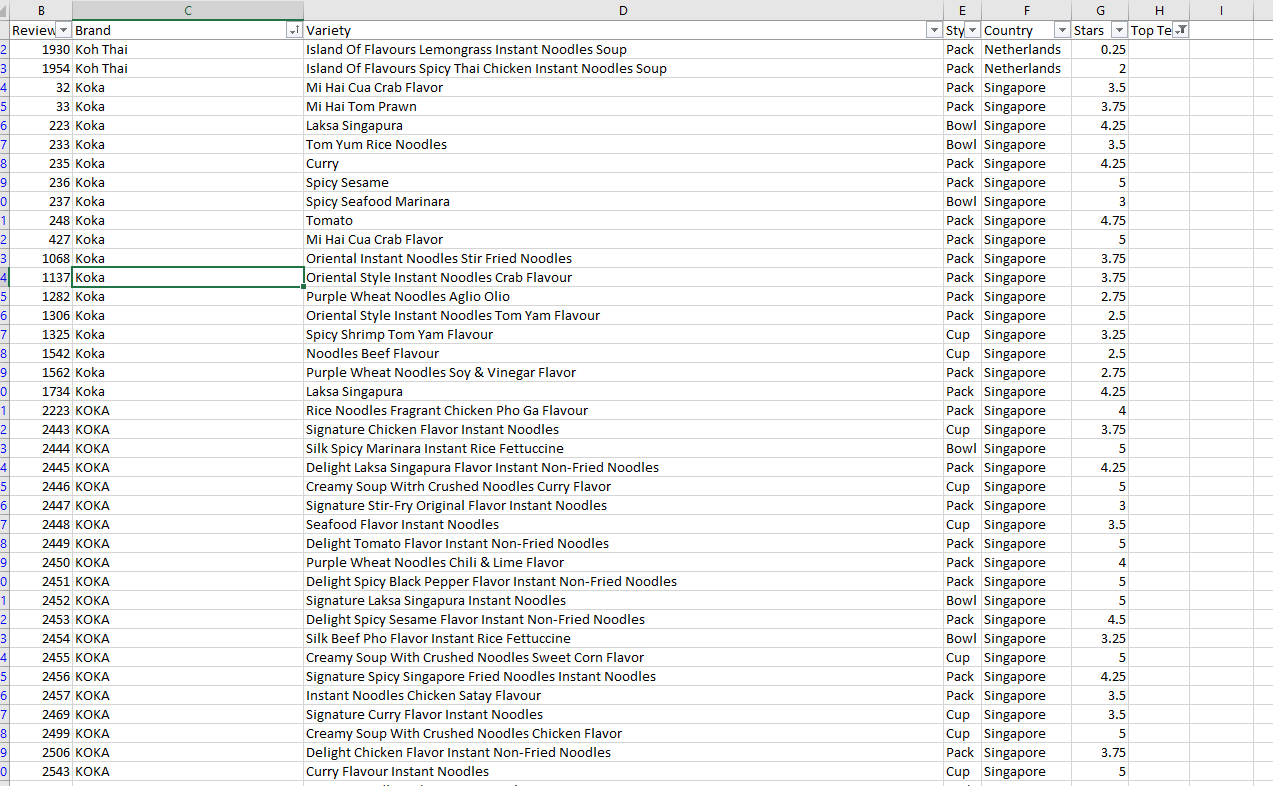 B C D E F G H I
Review Brand Variety Sty Country Stars Top Te
2 1930 Koh Thai Island Of Flavours Lemongrass Instant Noodles Soup Pack Netherlands 0.25
3 1954 Koh Thai Island Of Flavours Spicy Thai Chicken Instant Noodles Soup Pack Netherlands 2
4 32 Koka Mi Hai Cua Crab Flavor Pack Singapore 3.5
5 33 Koka Mi Hai Tom Prawn Pack Singapore 3.75
6 223 Koka Laksa Singapura Bowl Singapore 4.25
7 233 Koka Tom Yum Rice Noodles Bowl Singapore 3.5
8 235 Koka Curry Pack Singapore 4.25
9 236 Koka Spicy Sesame Pack Singapore 5
0 237 Koka Spicy Seafood Marinara Bowl Singapore 3
1 248 Koka Tomato Pack Singapore 4.75
2 427 Koka Mi Hai Cua Crab Flavor Pack Singapore 5
3 1068 Koka Oriental Instant Noodles Stir Fried Noodles Pack Singapore 3.75
4 1137 Koka Oriental Style Instant Noodles Crab Flavour Pack Singapore 3.75
5 1282 Koka Purple Wheat Noodles Aglio Olio Pack Singapore 2.75
6 1306 Koka Oriental Style Instant Noodles Tom Yam Flavour Pack Singapore 2.5
7 1325 Koka Spicy Shrimp Tom Yam Flavour Cup Singapore 3.25
8 1542 Koka Noodles Beef Flavour Cup Singapore 2.5
9 1562 Koka Purple Wheat Noodles Soy & Vinegar Flavor Pack Singapore 2.75
0 1734 Koka Laksa Singapura Pack Singapore 4.25
1 2223 KOKA Rice Noodles Fragrant Chicken Pho Ga Flavour Pack Singapore 4
2 2443 KOKA Signature Chicken Flavor Instant Noodles Cup Singapore 3.75
3 2444 KOKA Silk Spicy Marinara Instant Rice Fettuccine Bowl Singapore 5
4 2445 KOKA Delight Laksa Singapura Flavor Instant Non-Fried Noodles Pack Singapore 4.25
5 2446 KOKA Creamy Soup Witrh Crushed Noodles Curry Flavor Cup Singapore 5
6 2447 KOKA Signature Stir-Fry Original Flavor Instant Noodles Pack Singapore 3
7 2448 KOKA Seafood Flavor Instant Noodles Cup Singapore 3.5
8 2449 KOKA Delight Tomato Flavor Instant Non-Fried Noodles Pack Singapore 5
9 2450 KOKA Purple Wheat Noodles Chili & Lime Flavor Pack Singapore 4
0 2451 KOKA Delight Spicy Black Pepper Flavor Instant Non-Fried Noodles Pack Singapore 5
1 2452 KOKA Signature Laksa Singapura Instant Noodles Bowl Singapore 5
2 2453 KOKA Delight Spicy Sesame Flavor Instant Non-Fried Noodles Pack Singapore 4.5
3 2454 KOKA Silk Beef Pho Flavor Instant Rice Fettuccine Bowl Singapore 3.25
4 2455 KOKA Creamy Soup With Crushed Noodles Sweet Corn Flavor Cup Singapore 5
5 2456 KOKA Signature Spicy Singapore Fried Noodles Instant Noodles Pack Singapore 4.25
6 2457 KOKA Instant Noodles Chicken Satay Flavour Pack Singapore 3.5
7 2469 KOKA Signature Curry Flavor Instant Noodles Cup Singapore 3.5
8 2499 KOKA Creamy Soup With Crushed Noodles Chicken Flavor Cup Singapore 5
9 2506 KOKA Delight Chicken Flavor Instant Non-Fried Noodles Pack Singapore 3.75
0 2543 KOKA Curry Flavour Instant Noodles Cup Singapore 5